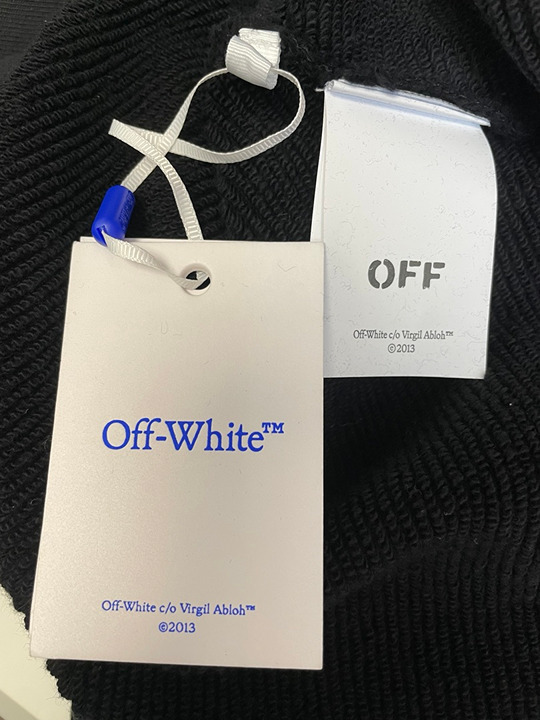 OFF
Off-White c/o Virgil Abloh™
©2013
Off-White™
Off-White c/o Virgil Abloh™
©2013